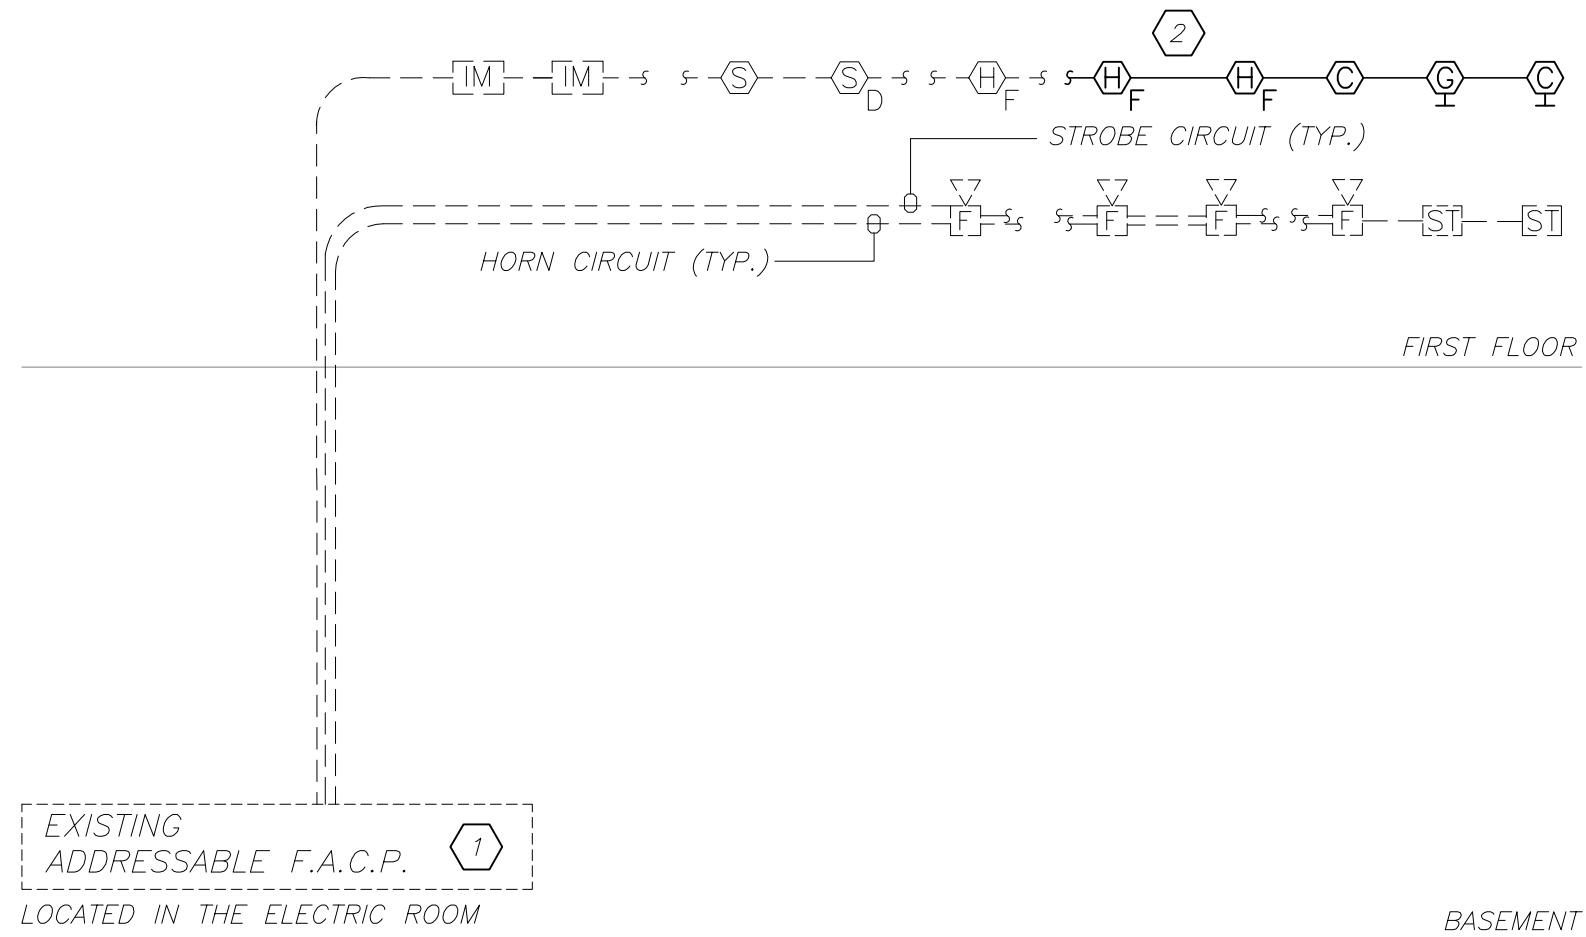 2
IM IM S S H H H C G C
D F F F I I
STROBE CIRCUIT (TYP.)
F F F F ST ST
HORN CIRCUIT (TYP.)
FIRST FLOOR
EXISTING
ADDRESSABLE F.A.C.P.
1
LOCATED IN THE ELECTRIC ROOM
BASEMENT